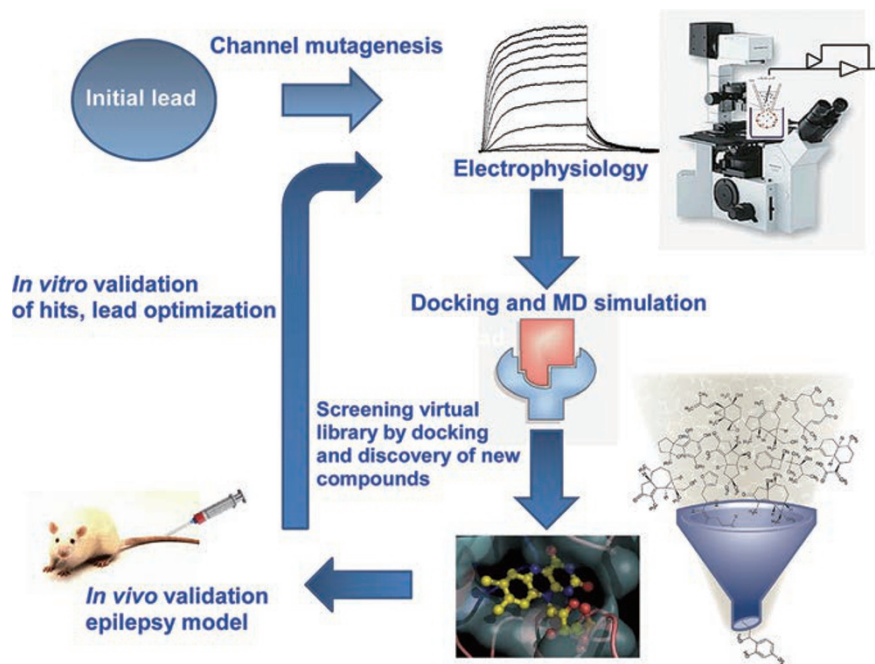 Channel mutagenesis
Initial lead
Electrophysiology
In vitro validation
of hits, lead optimization
Docking and MD simulation
Screening virtual
library by docking
and discovery of new
compounds
In vivo validation
epilepsy model